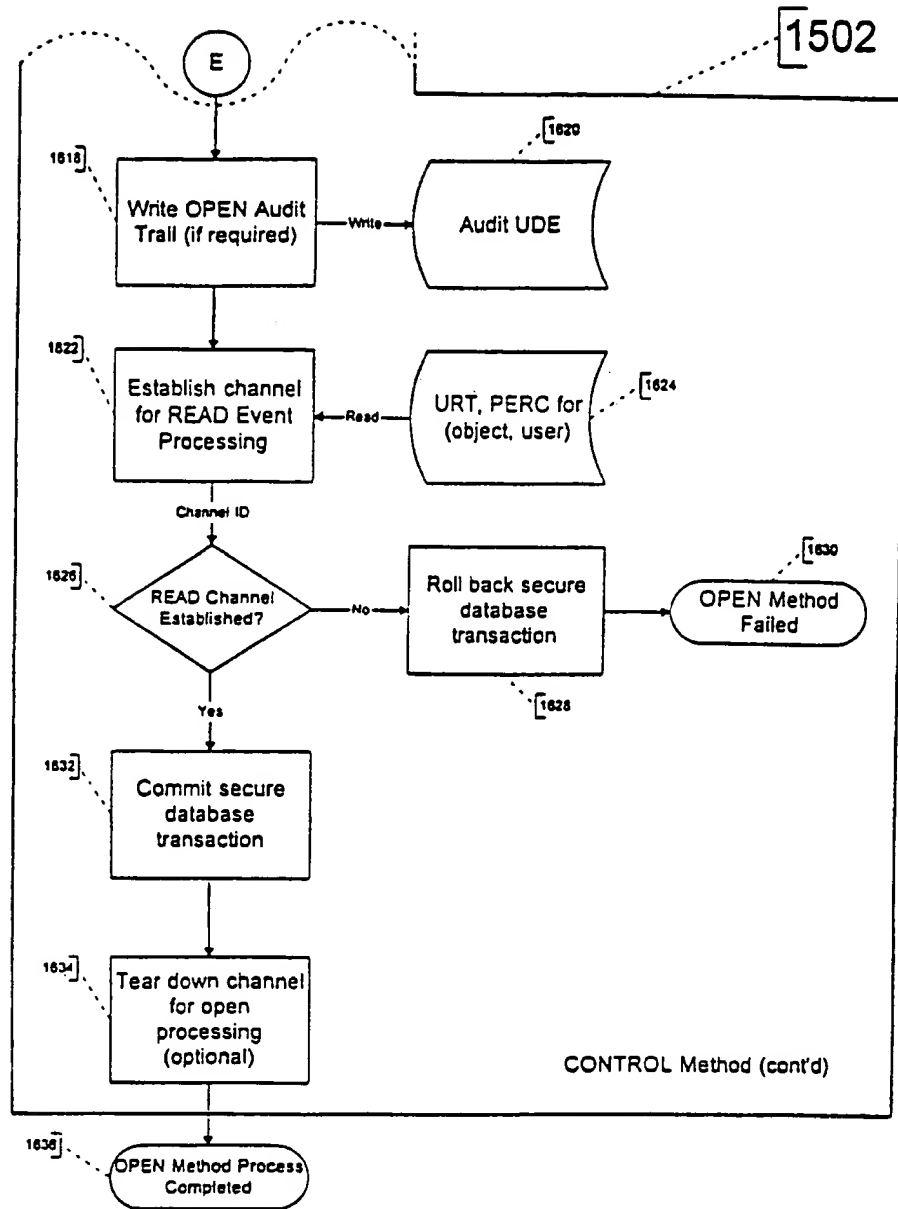 1502
E
1618
1620
Write OPEN Audit
Trail (if required)
Write
Audit UDE
1622
1624
Establish channel
for READ Event
Processing
Read
URT, PERC for
(object, user)
Channel ID
1626
1630
READ Channel
Established?
No
Roll back secure
database
transaction
OPEN Method
Failed
1628
Yes
1632
Commit secure
database
transaction
1634
Tear down channel
for open
processing
(optional)
CONTROL Method (cont'd)
1636
OPEN Method Process
Completed